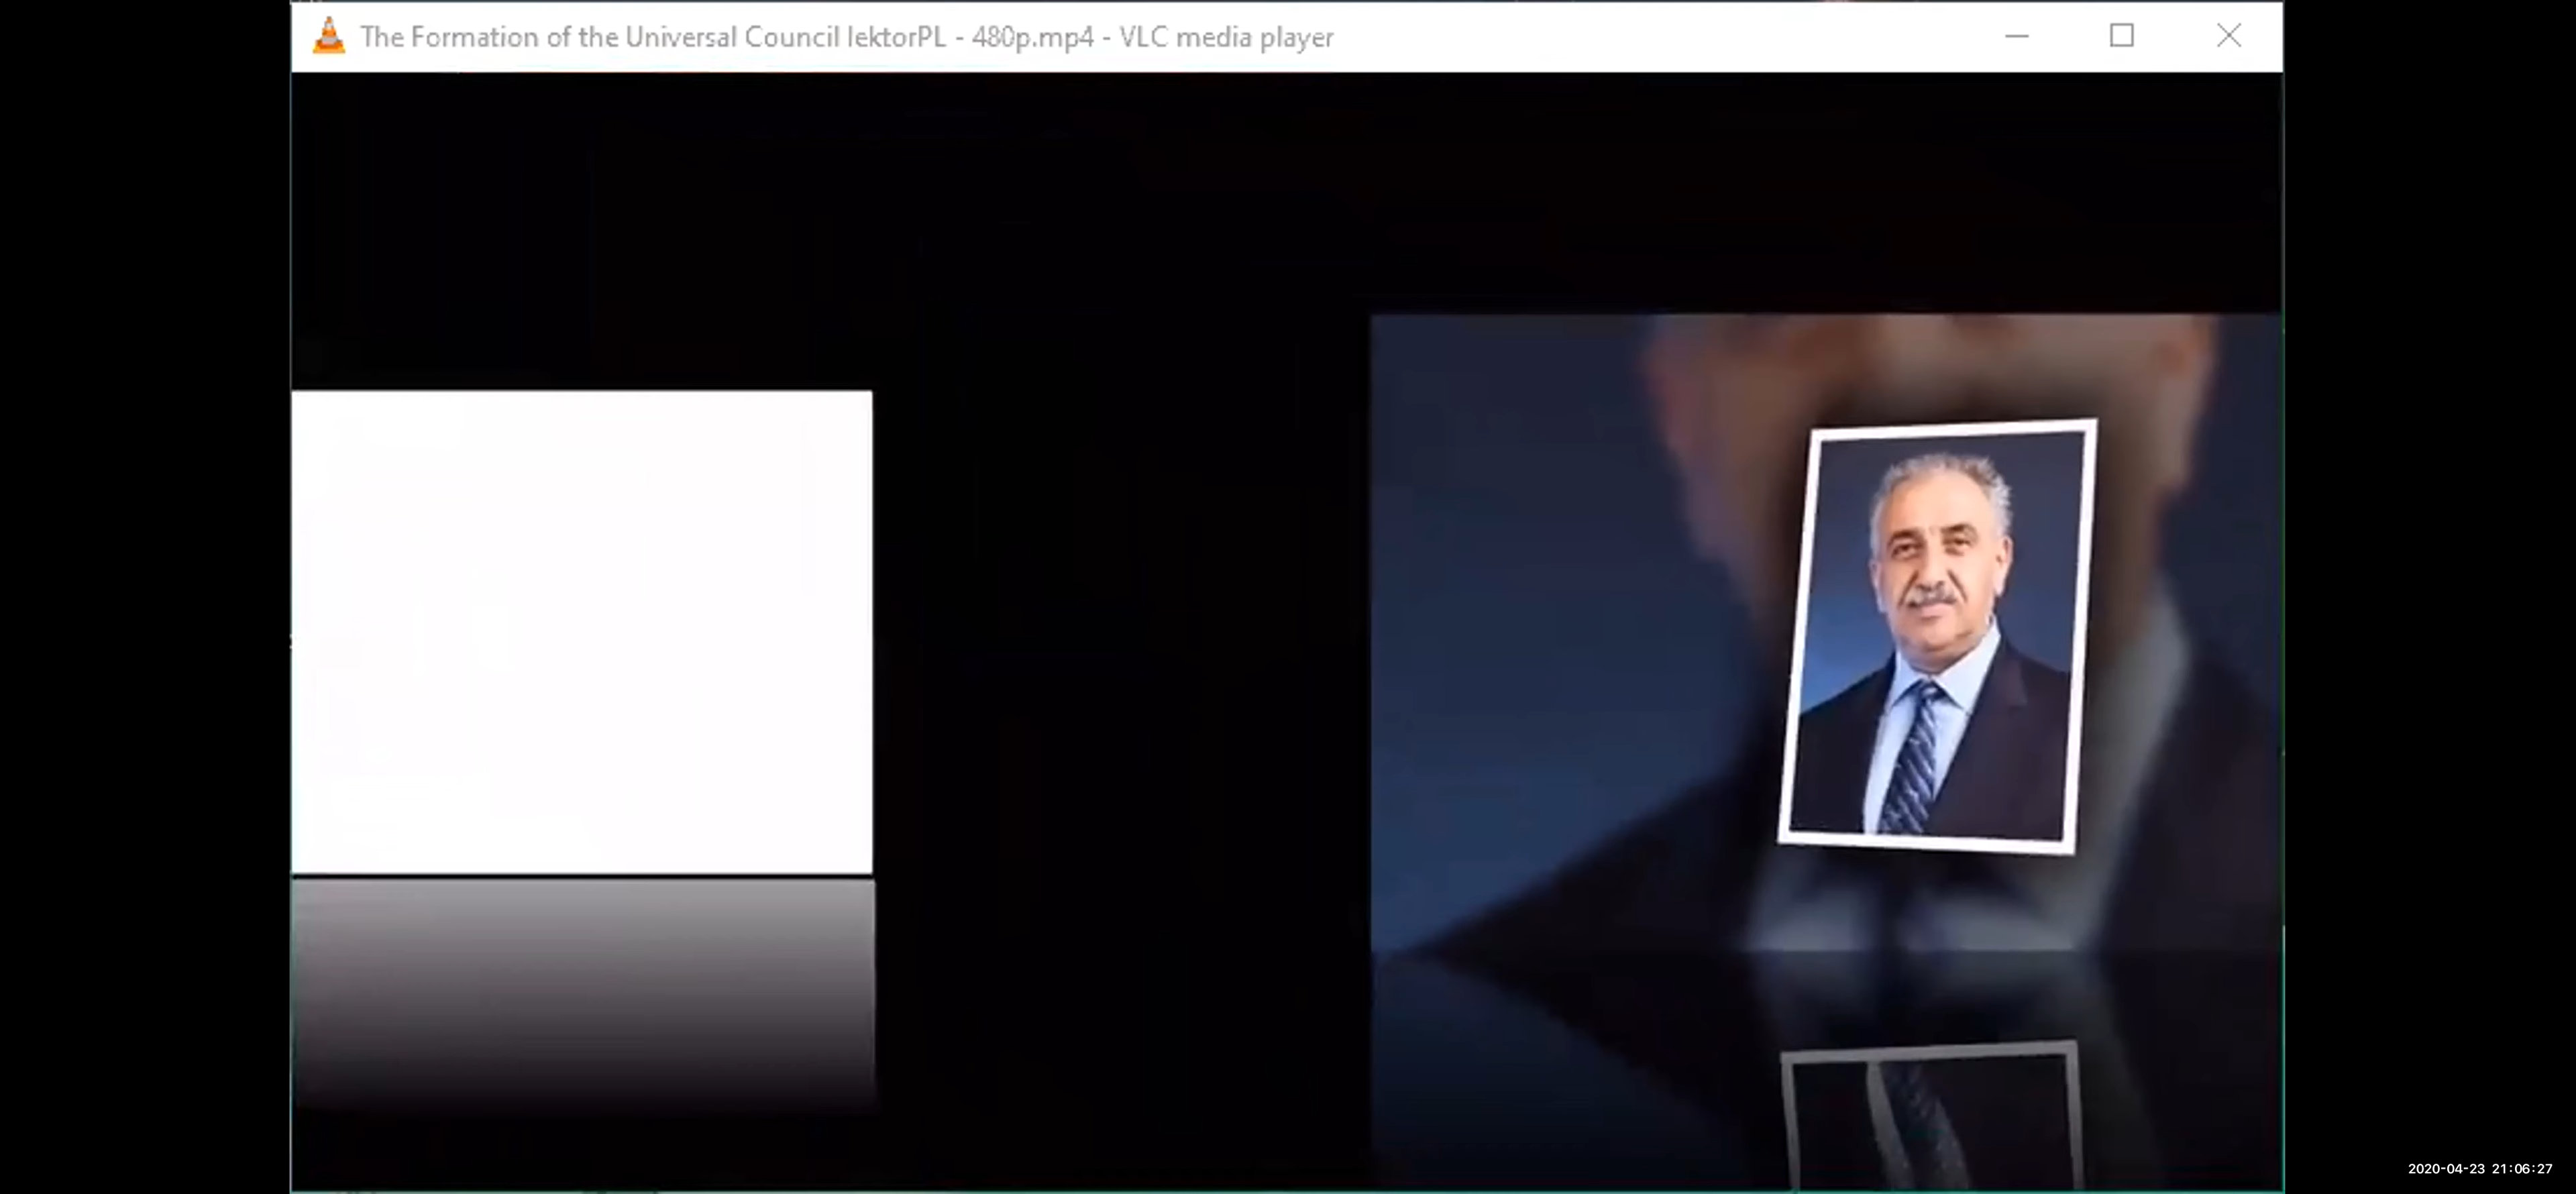 The Formation of the Universal Council lektorPL - 480p.mp4 - VLC media player
2020-04-23 21:06:27